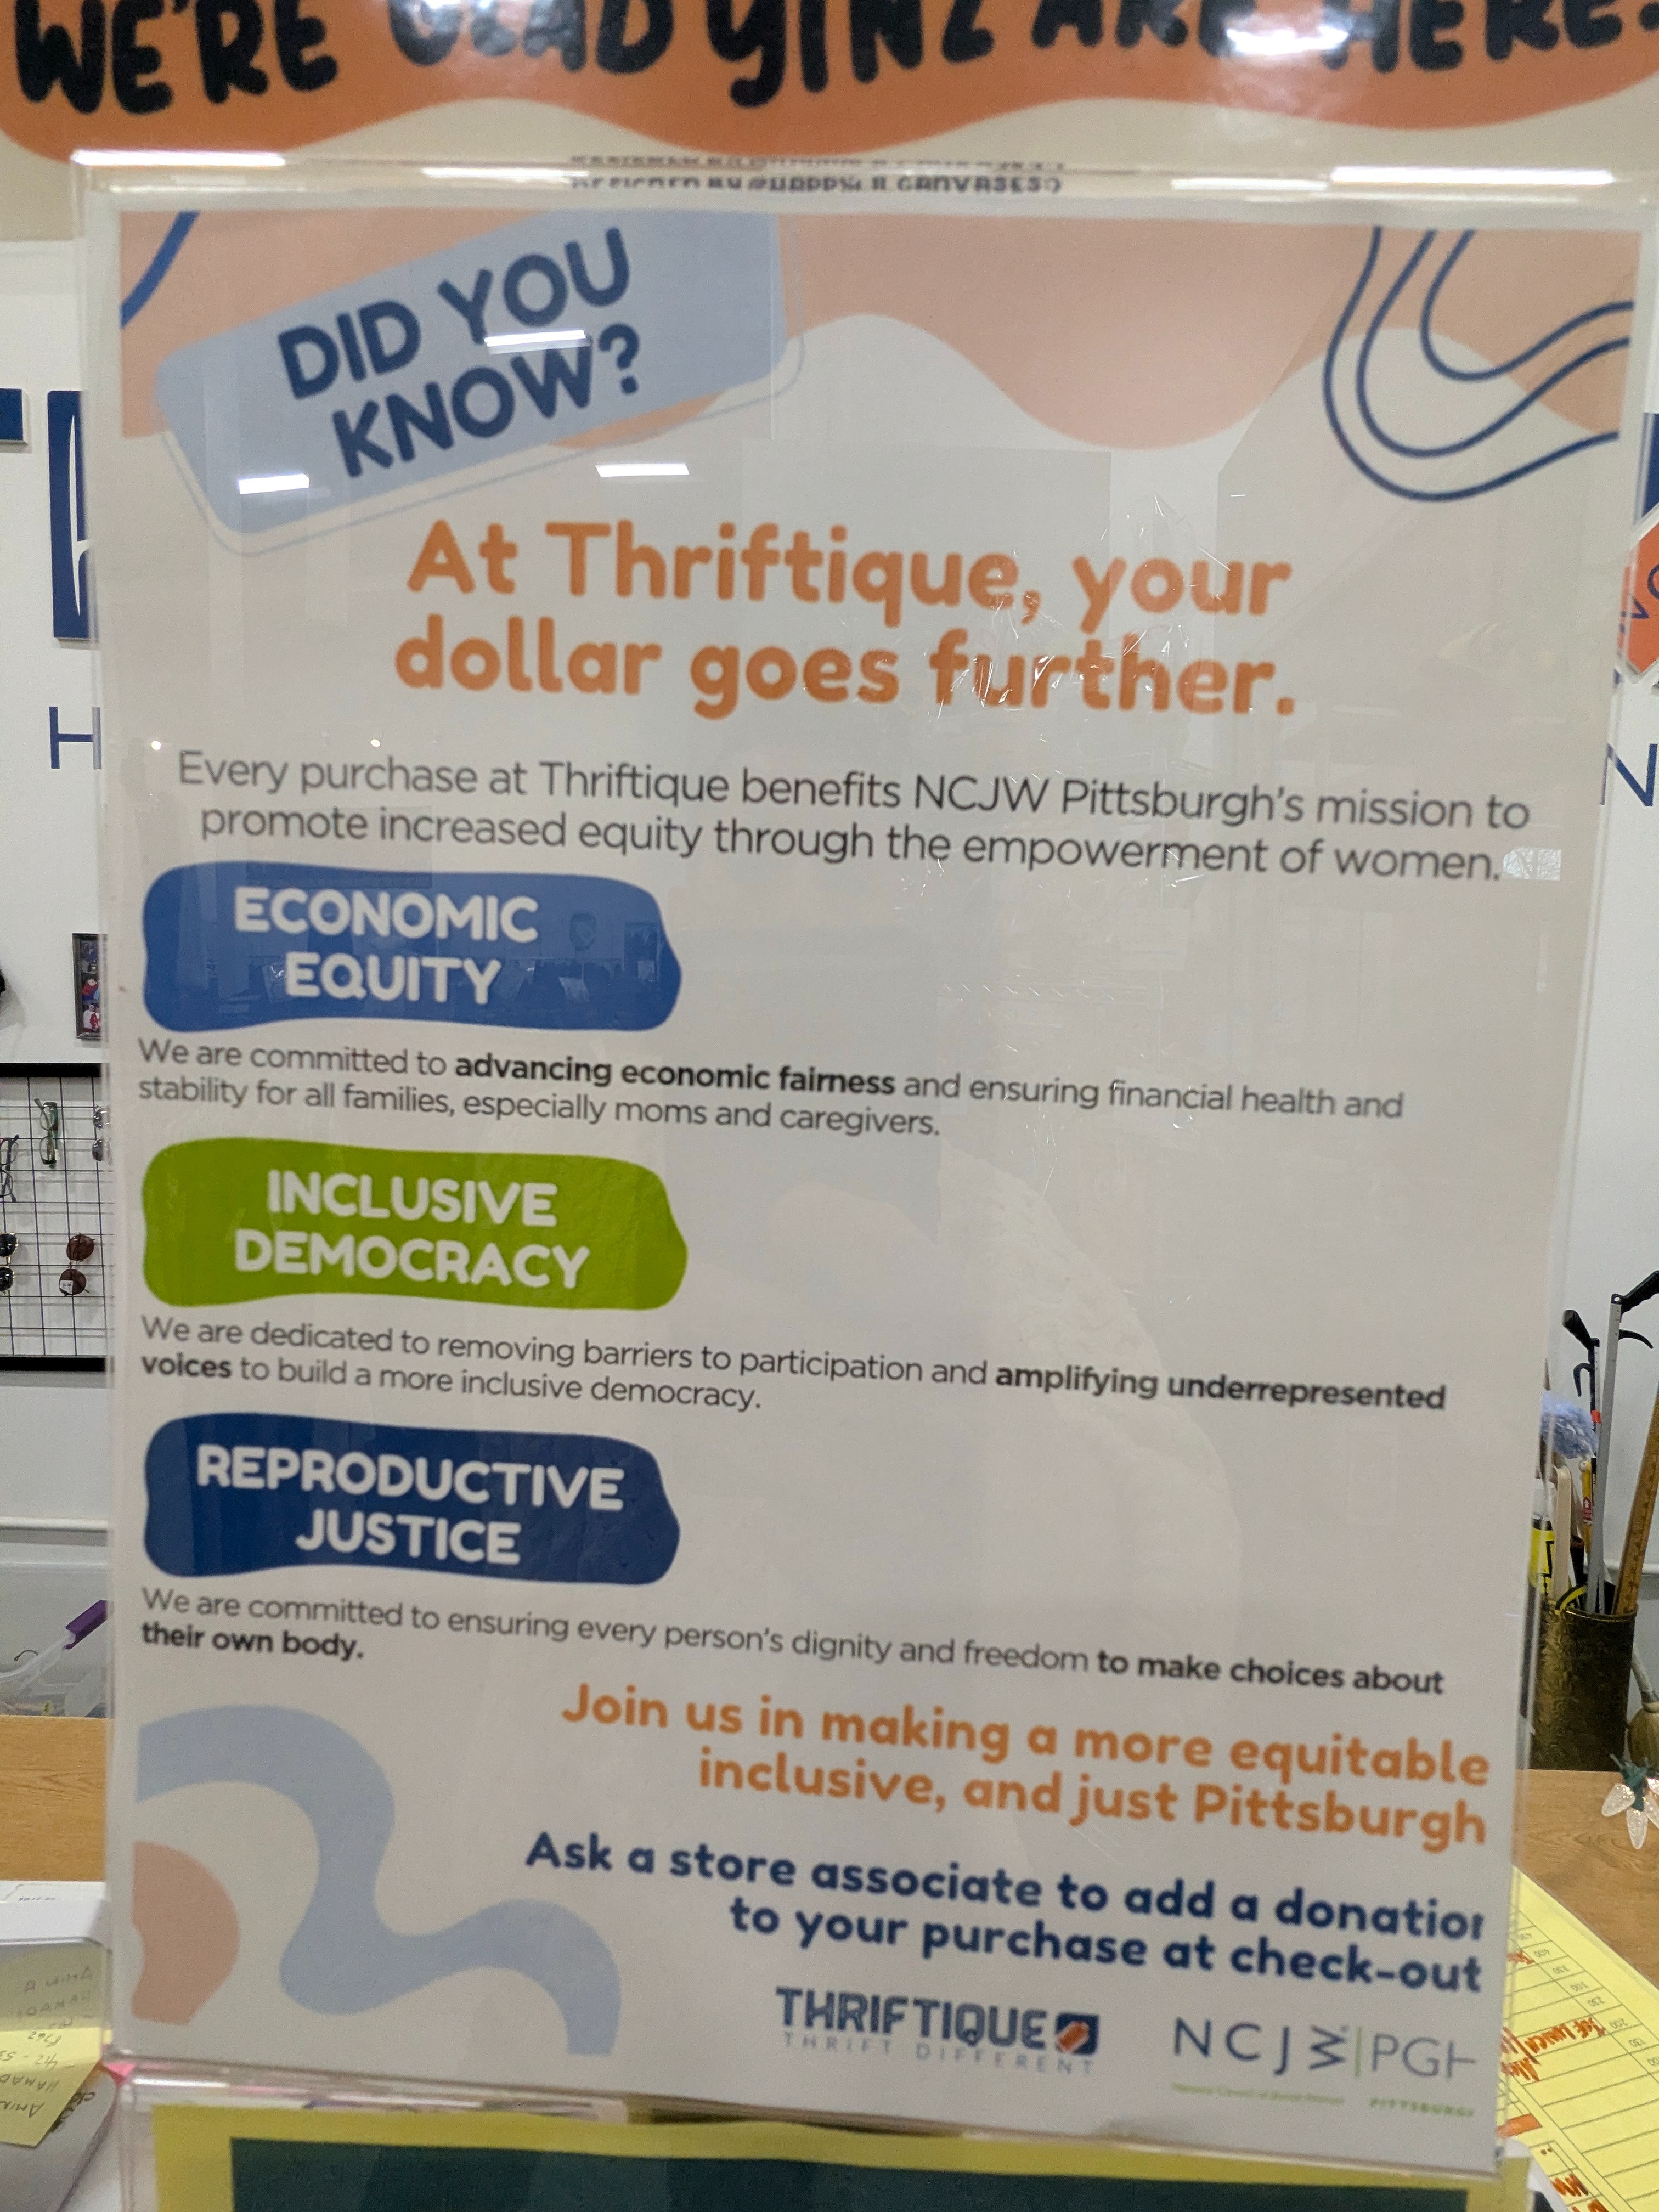 WE'RE GLAD YINZ ARE HERE
DID YOU
KNOW?
At Thriftique, your
dollar goes further.
Every purchase at Thriftique benefits NCJW Pittsburgh's mission to
promote increased equity through the empowerment of women.
ECONOMIC
EQUITY
We are committed to advancing economic fairness and ensuring financial health and
stability for all families, especially moms and caregivers.
INCLUSIVE
DEMOCRACY
We are dedicated to removing barriers to participation and amplifying underrepresented
voices to build a more inclusive democracy.
REPRODUCTIVE
JUSTICE
We are committed to ensuring every person's dignity and freedom to make choices about
their own body.
Join us in making a more equitable
inclusive, and just Pittsburgh
Ask a store associate to add a donation
to your purchase at check-out
THRIFTIQUE
THRIFT DIFFERENT
NCJW|PGH
PITTSBURGH